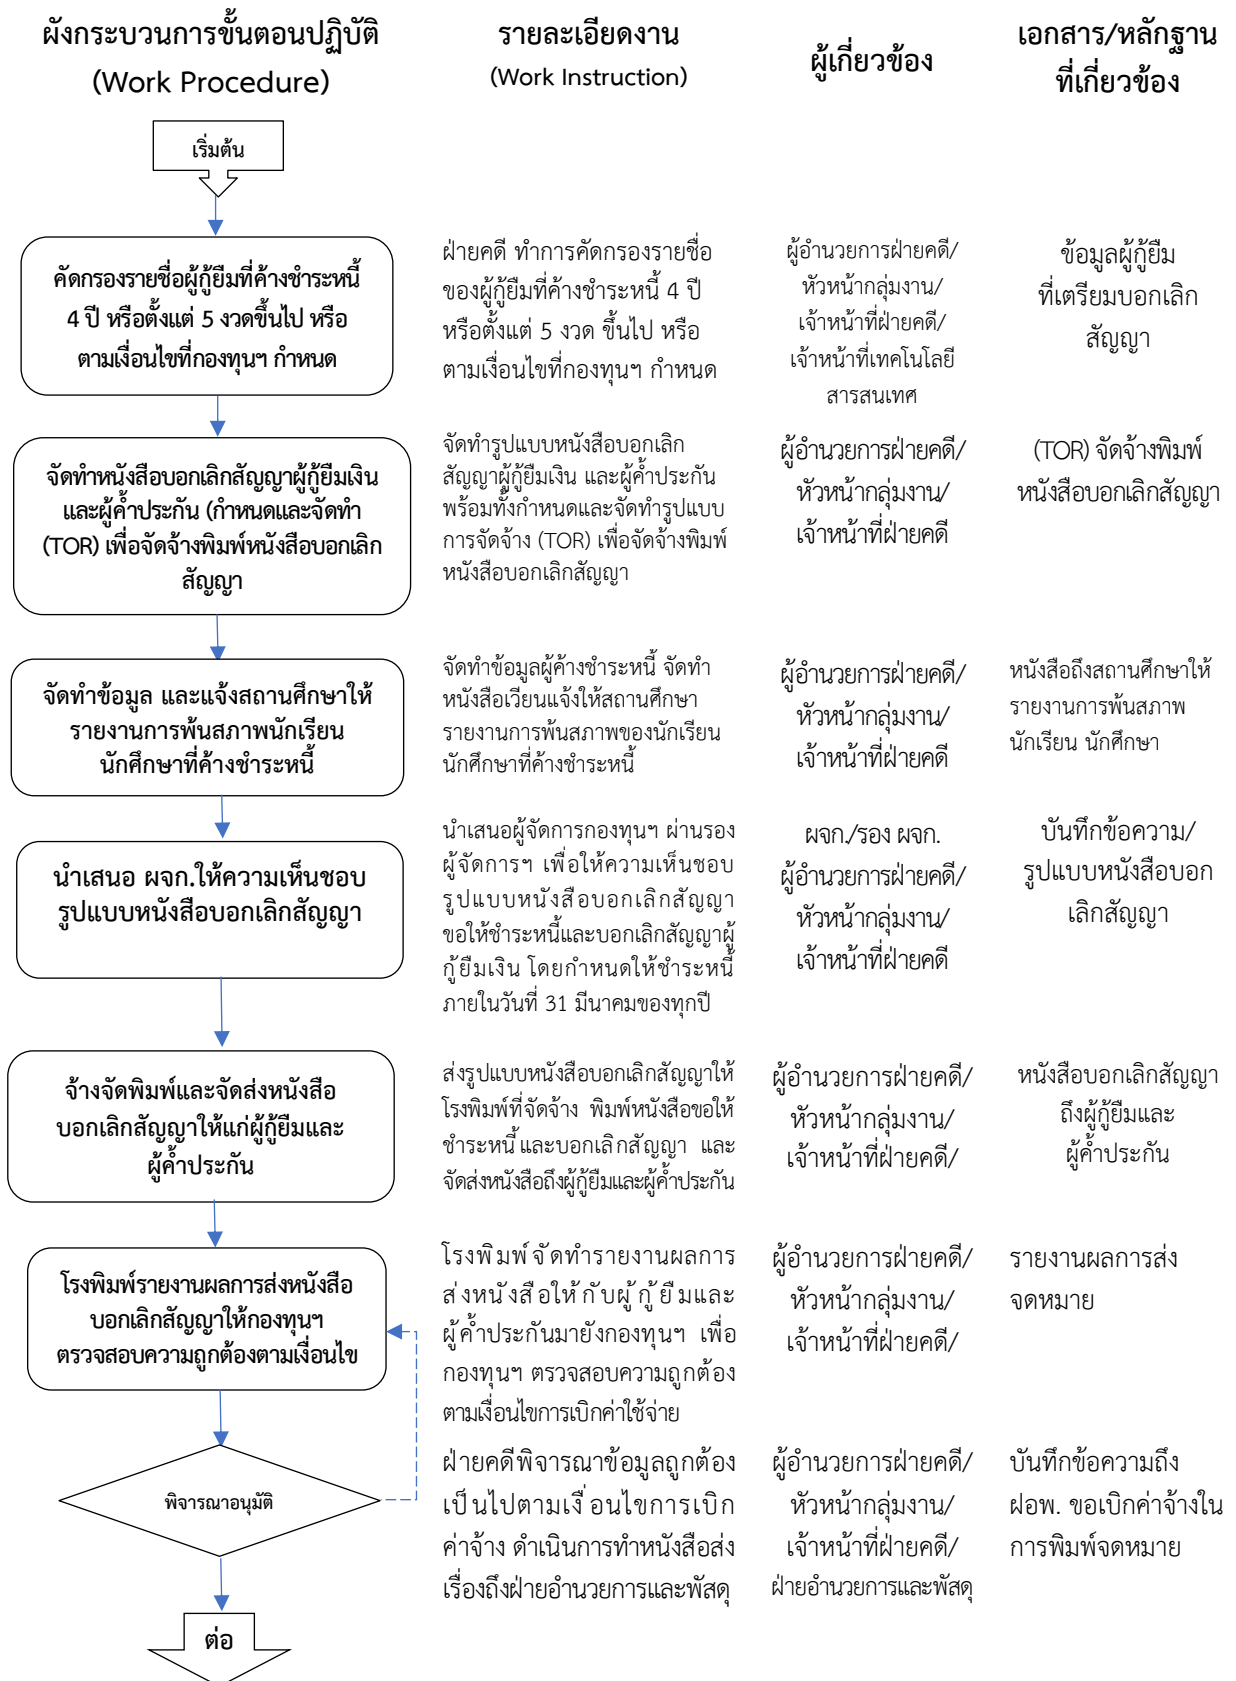 ผังกระบวนการขั้นตอนปฏิบัติ
(Work Procedure)
รายละเอียดงาน
(Work Instruction)
ผู้เกี่ยวข้อง
เอกสาร/หลักฐาน
ที่เกี่ยวข้อง
เริ่มต้น
คัดกรองรายชื่อผู้กู้ยืมที่ค้างชำระหนี้
4 ปี หรือตั้งแต่ 5 งวดขึ้นไป หรือ
ตามเงื่อนไขที่กองทุนฯ กำหนด
ฝ่ายคดี ทำการคัดกรองรายชื่อ
ของผู้กู้ยืมที่ค้างชำระหนี้ 4 ปี
หรือตั้งแต่ 5 งวด ขึ้นไป หรือ
ตามเงื่อนไขที่กองทุนฯ กำหนด
ผู้อำนวยการฝ่ายคดี/
หัวหน้ากลุ่มงาน/
เจ้าหน้าที่ฝ่ายคดี/
เจ้าหน้าที่เทคโนโลยี
สารสนเทศ
ข้อมูลผู้กู้ยืม
ที่เตรียมบอกเลิก
สัญญา
จัดทำหนังสือบอกเลิกสัญญาผู้กู้ยืมเงิน
และผู้ค้ำประกัน (กำหนดและจัดทำ
(TOR) เพื่อจัดจ้างพิมพ์หนังสือบอกเลิก
สัญญา
จัดทำรูปแบบหนังสือบอกเลิก
สัญญาผู้กู้ยืมเงิน และผู้ค้ำประกัน
พร้อมทั้งกำหนดและจัดทำรูปแบบ
การจัดจ้าง (TOR) เพื่อจัดจ้างพิมพ์
หนังสือบอกเลิกสัญญา
ผู้อำนวยการฝ่ายคดี/
หัวหน้ากลุ่มงาน/
เจ้าหน้าที่ฝ่ายคดี
(TOR) จัดจ้างพิมพ์
หนังสือบอกเลิกสัญญา
จัดทำข้อมูล และแจ้งสถานศึกษาให้
รายงานการพ้นสภาพนักเรียน
นักศึกษาที่ค้างชำระหนี้
จัดทำข้อมูลผู้ค้างชำระหนี้ จัดทำ
หนังสือเวียนแจ้งให้สถานศึกษา
รายงานการพ้นสภาพของนักเรียน
นักศึกษาที่ค้างชำระหนี้
ผู้อำนวยการฝ่ายคดี/
หัวหน้ากลุ่มงาน/
เจ้าหน้าที่ฝ่ายคดี
หนังสือถึงสถานศึกษาให้
รายงานการพ้นสภาพ
นักเรียน นักศึกษา
นำเสนอ ผจก.ให้ความเห็นชอบ
รูปแบบหนังสือบอกเลิกสัญญา
นำเสนอผู้จัดการกองทุนฯ ผ่านรอง
ผู้จัดการฯ เพื่อให้ความเห็นชอบ
รูปแบบหนังสือบอกเลิกสัญญา
ขอให้ชำระหนี้และบอกเลิกสัญญาผู้
กู้ยืมเงิน โดยกำหนดให้ชำระหนี้
ภายในวันที่ 31 มีนาคมของทุกปี
ผจก./รอง ผจก.
ผู้อำนวยการฝ่ายคดี/
หัวหน้ากลุ่มงาน/
เจ้าหน้าที่ฝ่ายคดี
บันทึกข้อความ/
รูปแบบหนังสือบอก
เลิกสัญญา
จ้างจัดพิมพ์และจัดส่งหนังสือ
บอกเลิกสัญญาให้แก่ผู้กู้ยืมและ
ผู้ค้ำประกัน
ส่งรูปแบบหนังสือบอกเลิกสัญญาให้
โรงพิมพ์ที่จัดจ้าง พิมพ์หนังสือขอให้
ชำระหนี้และบอกเลิกสัญญา และ
จัดส่งหนังสือถึงผู้กู้ยืมและผู้ค้ำประกัน
ผู้อำนวยการฝ่ายคดี/
หัวหน้ากลุ่มงาน/
เจ้าหน้าที่ฝ่ายคดี/
หนังสือบอกเลิกสัญญา
ถึงผู้กู้ยืมและ
ผู้ค้ำประกัน
โรงพิมพ์รายงานผลการส่งหนังสือ
บอกเลิกสัญญาให้กองทุนฯ
ตรวจสอบความถูกต้องตามเงื่อนไข
โรงพิมพ์จัดทำรายงานผลการ
ส่งหนังสือให้กับผู้กู้ยืมและ
ผู้ค้ำประกันมายังกองทุนฯ เพื่อ
กองทุนฯ ตรวจสอบความถูกต้อง
ตามเงื่อนไขการเบิกค่าใช้จ่าย
ผู้อำนวยการฝ่ายคดี/
หัวหน้ากลุ่มงาน/
เจ้าหน้าที่ฝ่ายคดี/
รายงานผลการส่ง
จดหมาย
พิจารณาอนุมัติ
ฝ่ายคดีพิจารณาข้อมูลถูกต้อง
เป็นไปตามเงื่อนไขการเบิก
ค่าจ้าง ดำเนินการทำหนังสือส่ง
เรื่องถึงฝ่ายอำนวยการและพัสดุ
ผู้อำนวยการฝ่ายคดี/
หัวหน้ากลุ่มงาน/
เจ้าหน้าที่ฝ่ายคดี/
ฝ่ายอำนวยการและพัสดุ
บันทึกข้อความถึง
ฝอพ. ขอเบิกค่าจ้างใน
การพิมพ์จดหมาย
ต่อ